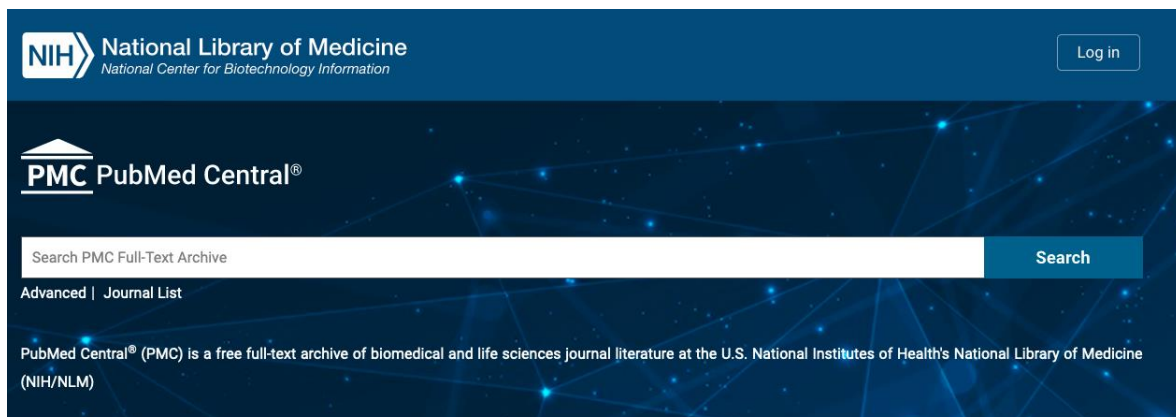 NIH National Library of Medicine
National Center for Biotechnology Information
Log in
PMC PubMed Central®
Search PMC Full-Text Archive
Search
Advanced | Journal List
PubMed Central® (PMC) is a free full-text archive of biomedical and life sciences journal literature at the U.S. National Institutes of Health's National Library of Medicine
(NIH/NLM)